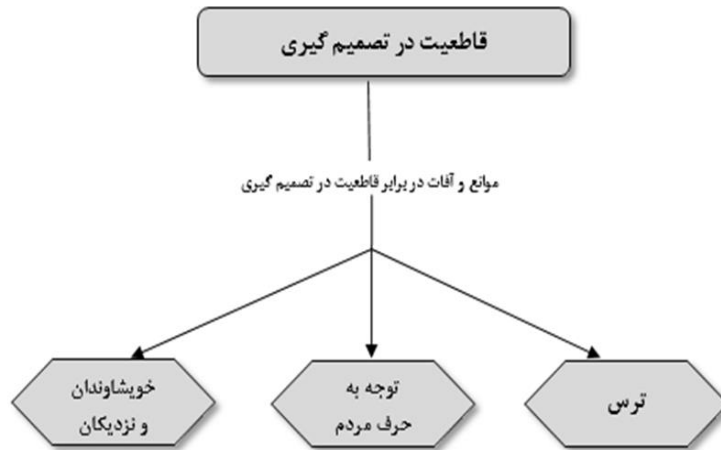 قاطعیت در تصمیم گیری
موانع و آفات در برابر قاطعیت در تصمیم گیری
ترس
توجه به
حرف مردم
خویشاوندان
و نزدیکان